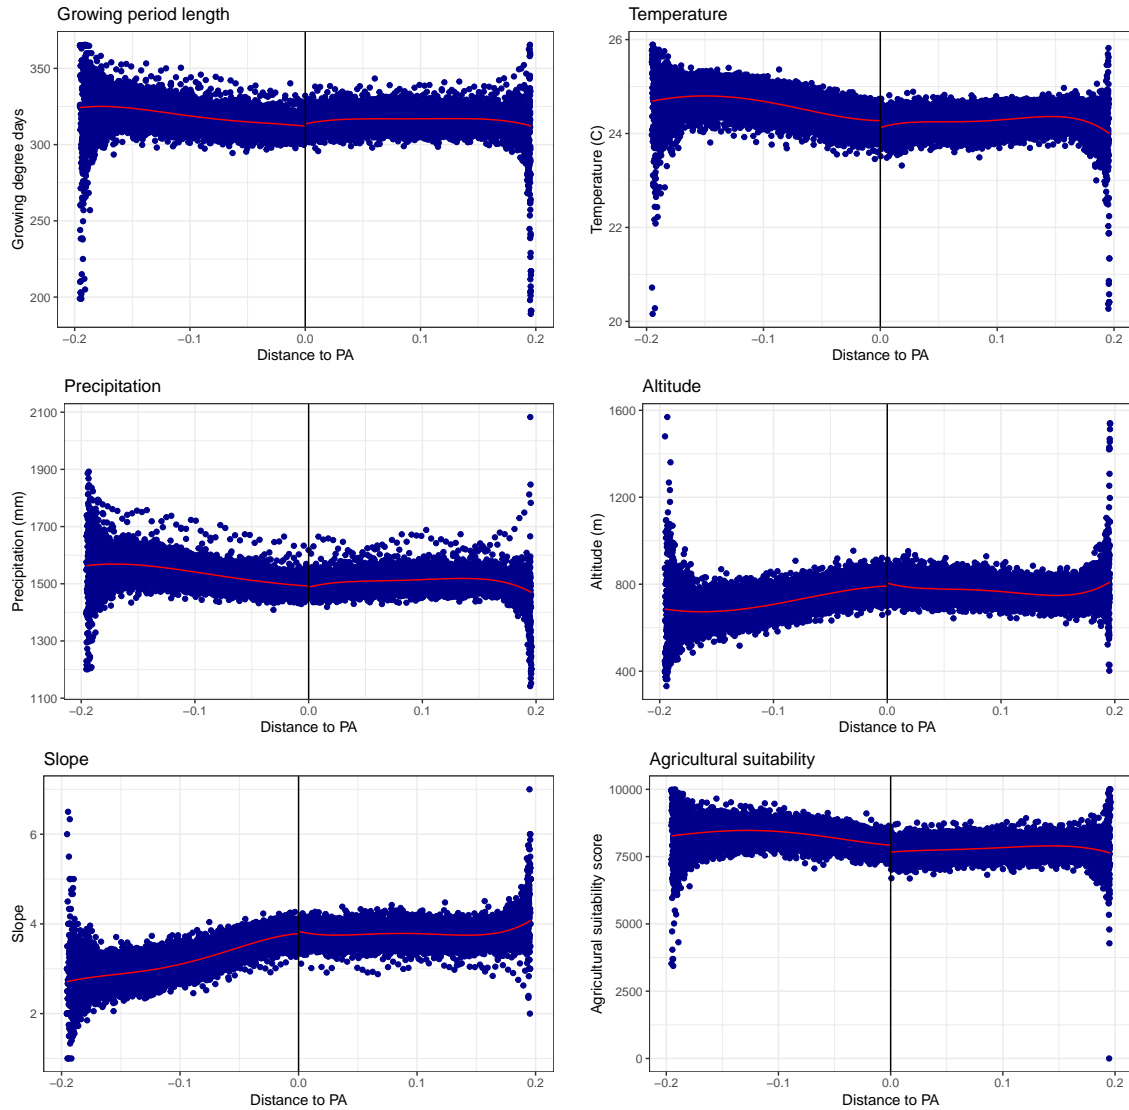 Growing period length
Growing degree days
350
300
250
200
−0.2 −0.1 0.0 0.1 0.2
Distance to PA
Temperature
Temperature (C)
26
24
22
20
−0.2 −0.1 0.0 0.1 0.2
Distance to PA
Precipitation
Precipitation (mm)
2100
1900
1700
1500
1300
1100
−0.2 −0.1 0.0 0.1 0.2
Distance to PA
Altitude
Altitude (m)
1600
1200
800
400
−0.2 −0.1 0.0 0.1 0.2
Distance to PA
Slope
Slope
6
4
2
−0.2 −0.1 0.0 0.1 0.2
Distance to PA
Agricultural suitability
Agricultural suitability score
10000
7500
5000
2500
0
−0.2 −0.1 0.0 0.1 0.2
Distance to PA